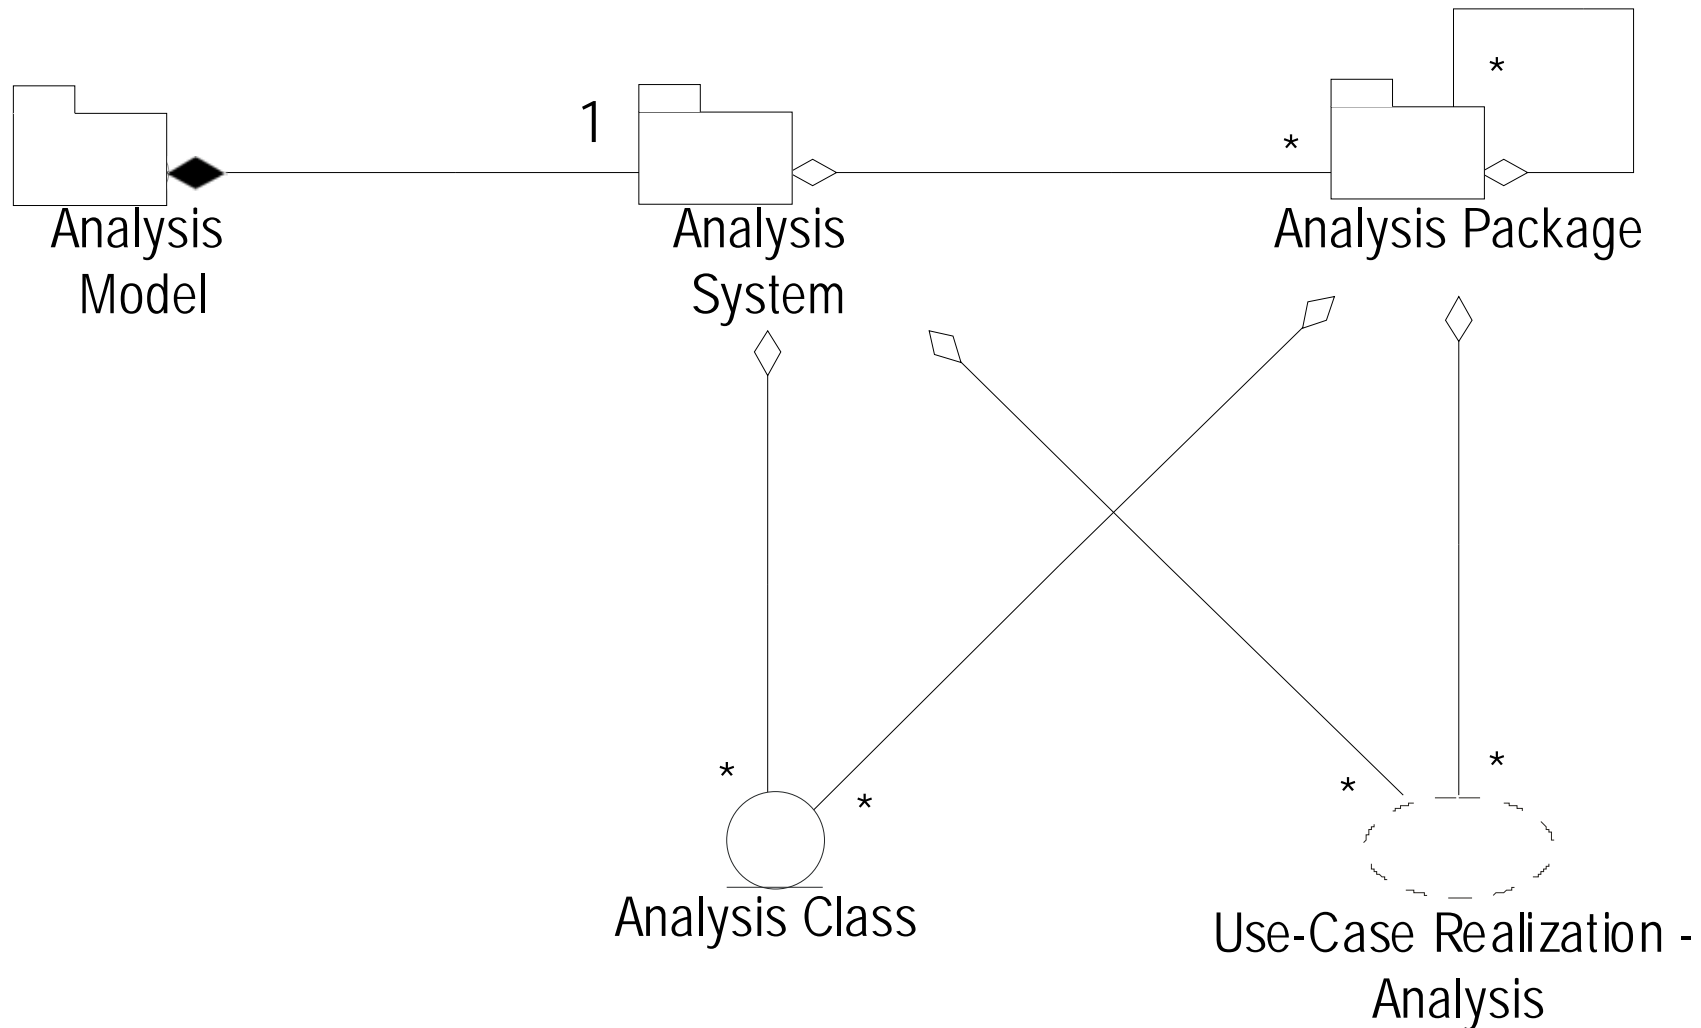 *
1
*
Analysis
Model
Analysis
System
Analysis Package
*
*
*
*
Analysis Class
Use-Case Realization -
Analysis